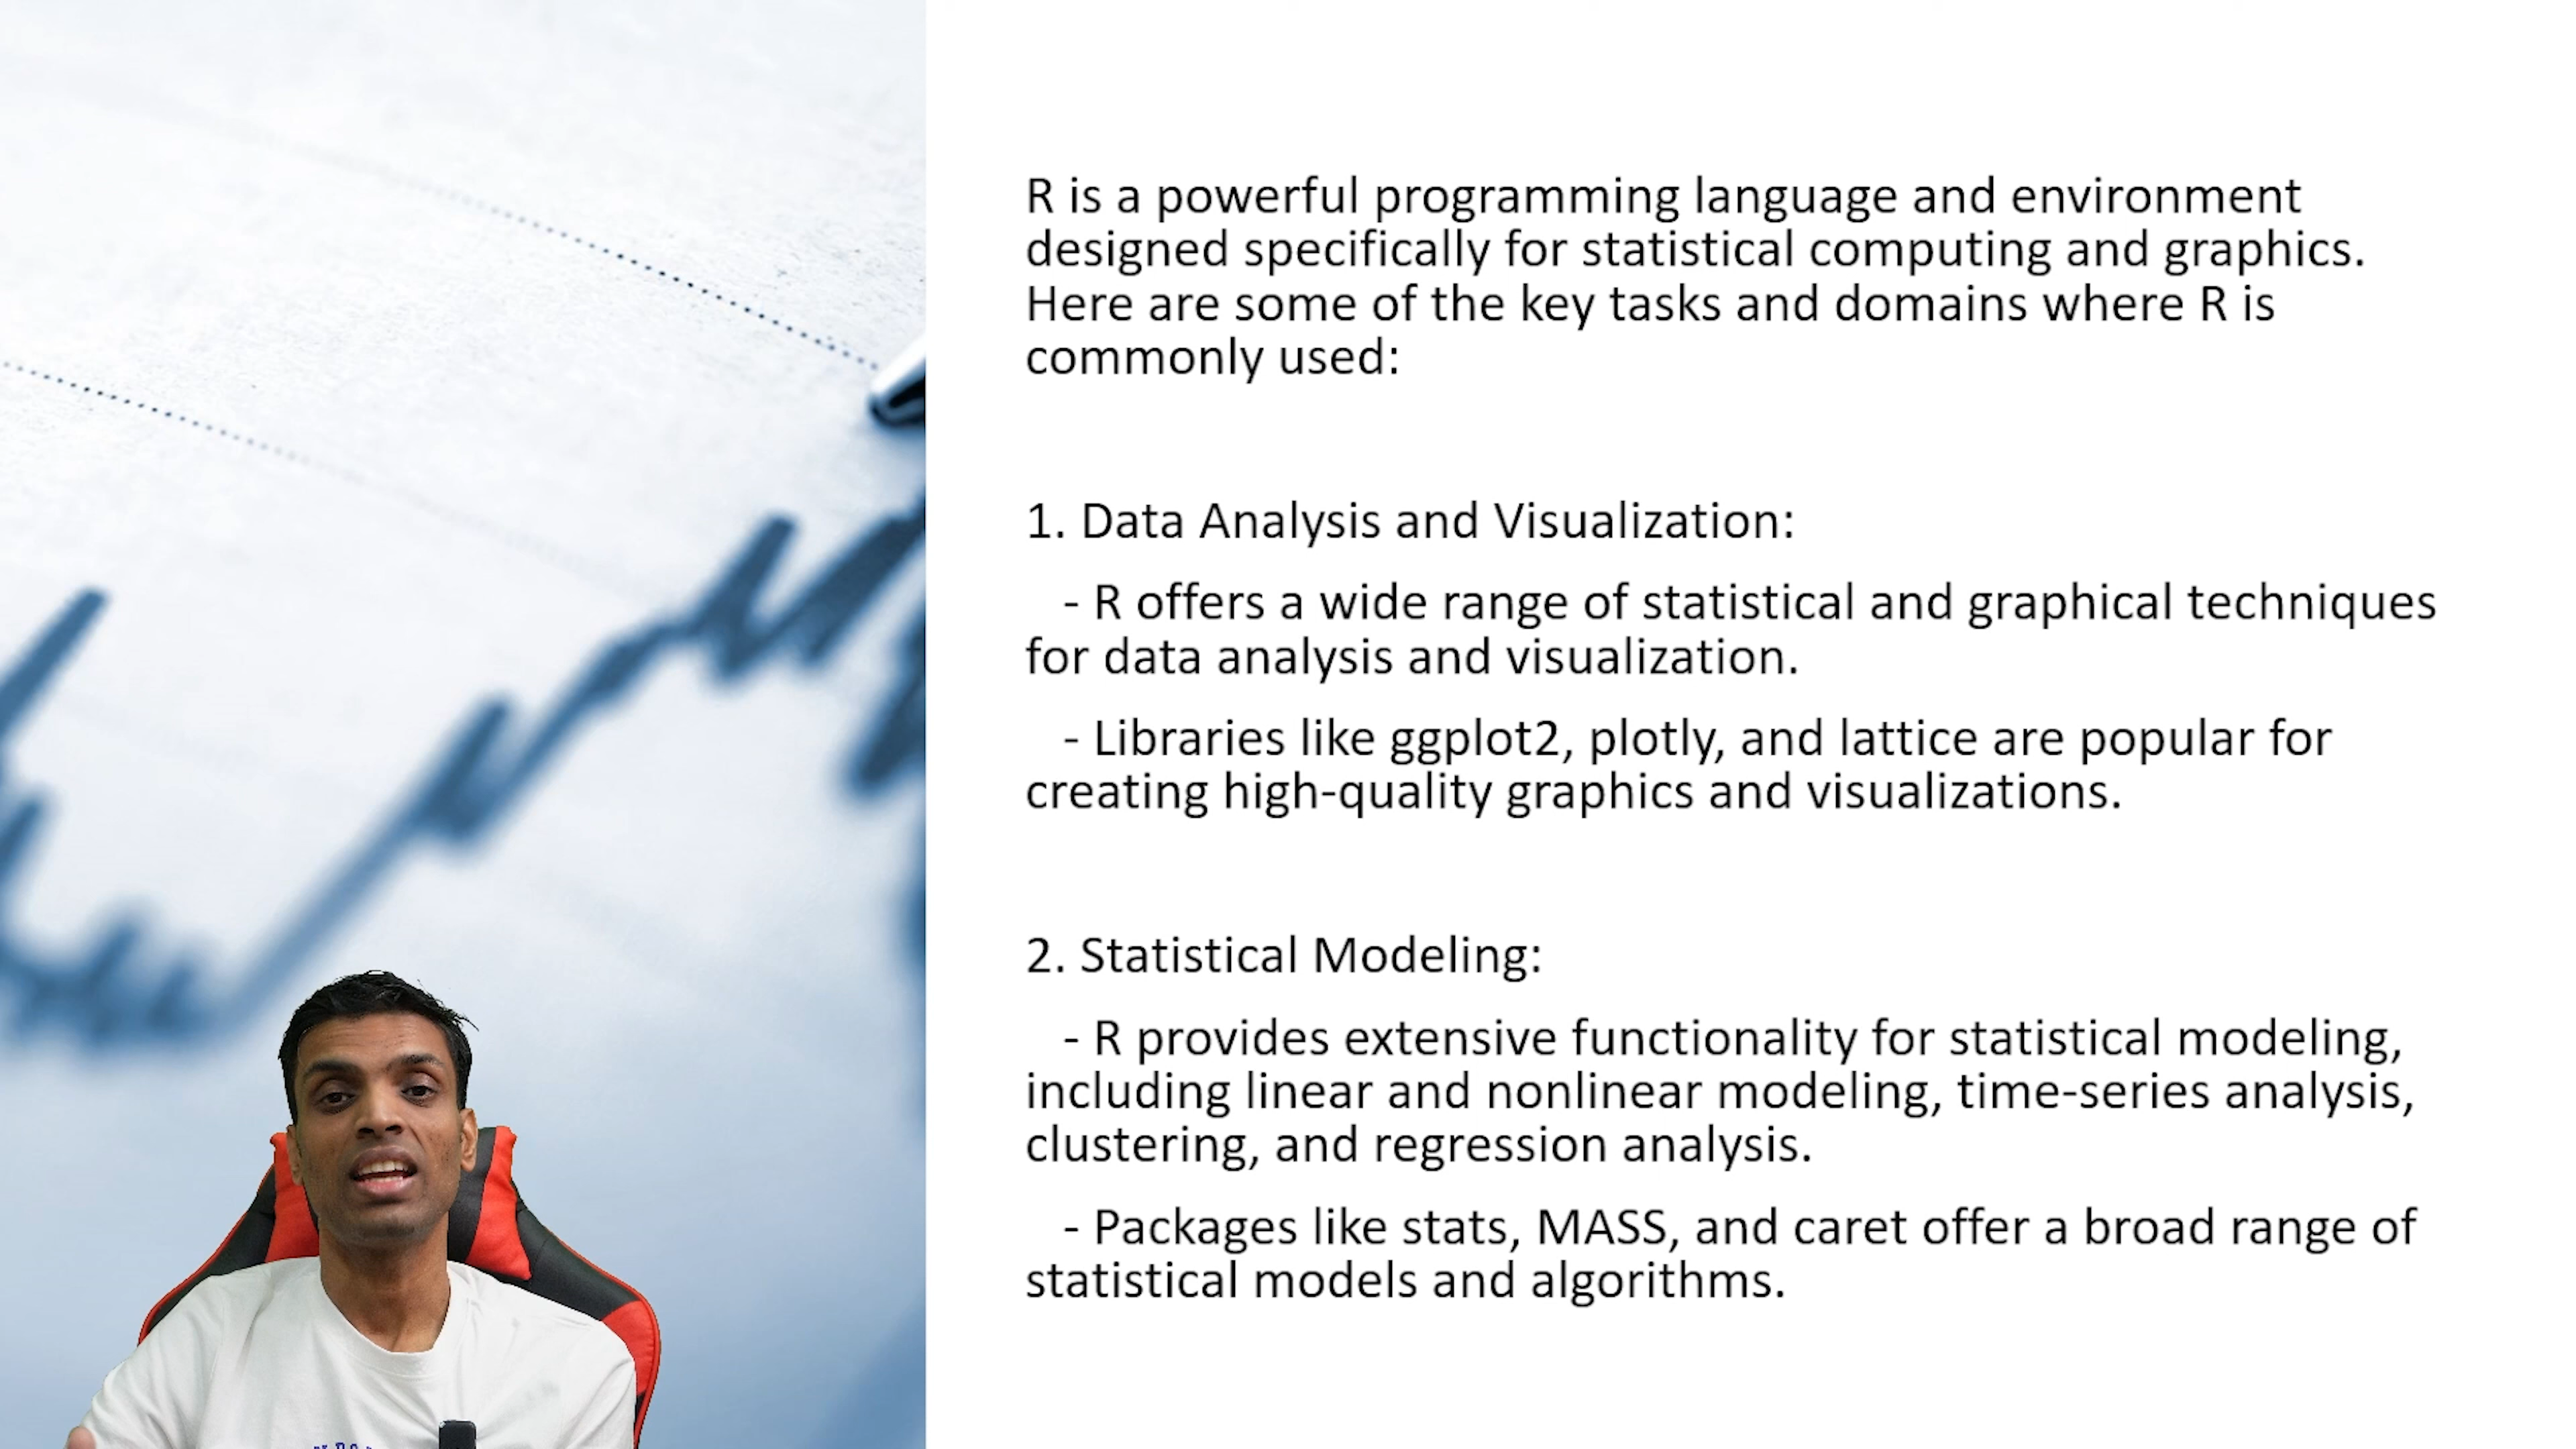 R is a powerful programming language and environment
designed specifically for statistical computing and graphics.
Here are some of the key tasks and domains where R is
commonly used:
1. Data Analysis and Visualization:
- R offers a wide range of statistical and graphical techniques
for data analysis and visualization.
- Libraries like ggplot2, plotly, and lattice are popular for
creating high-quality graphics and visualizations.
2. Statistical Modeling:
- R provides extensive functionality for statistical modeling,
including linear and nonlinear modeling, time-series analysis,
clustering, and regression analysis.
- Packages like stats, MASS, and caret offer a broad range of
statistical models and algorithms.